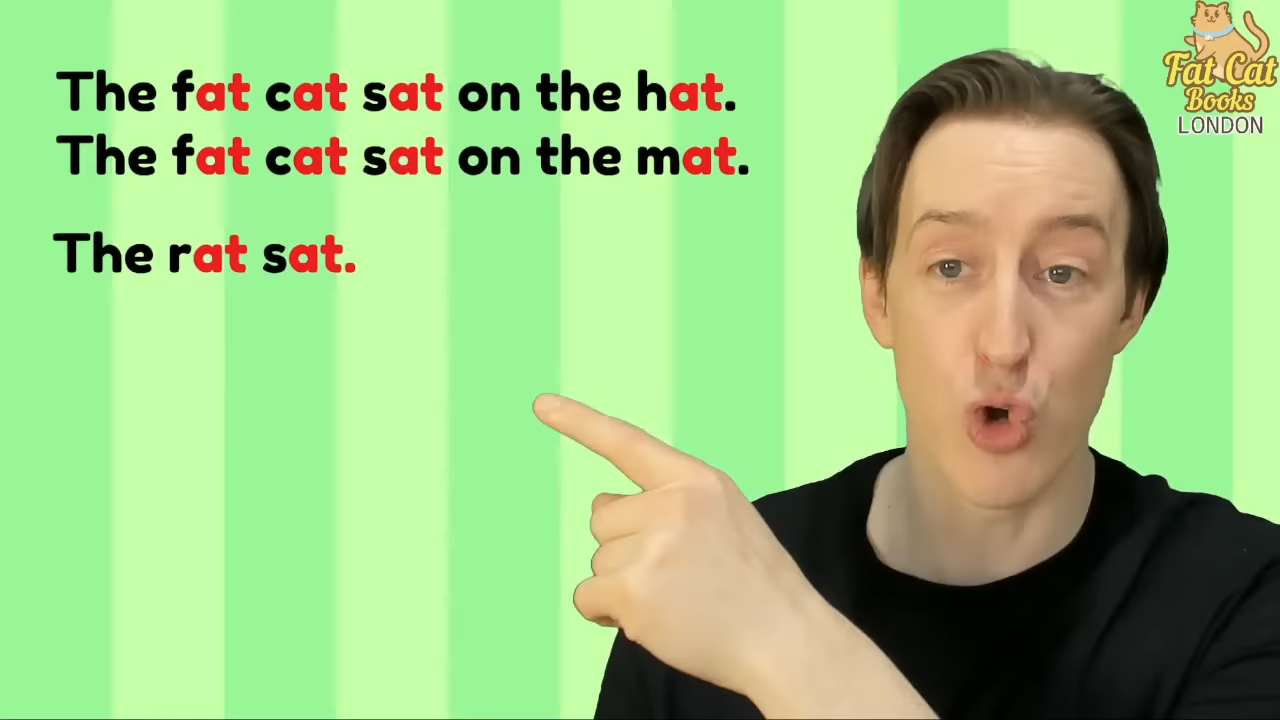 The fat cat sat on the hat.
The fat cat sat on the mat.
The rat sat.
Fat Cat
Books
LONDON